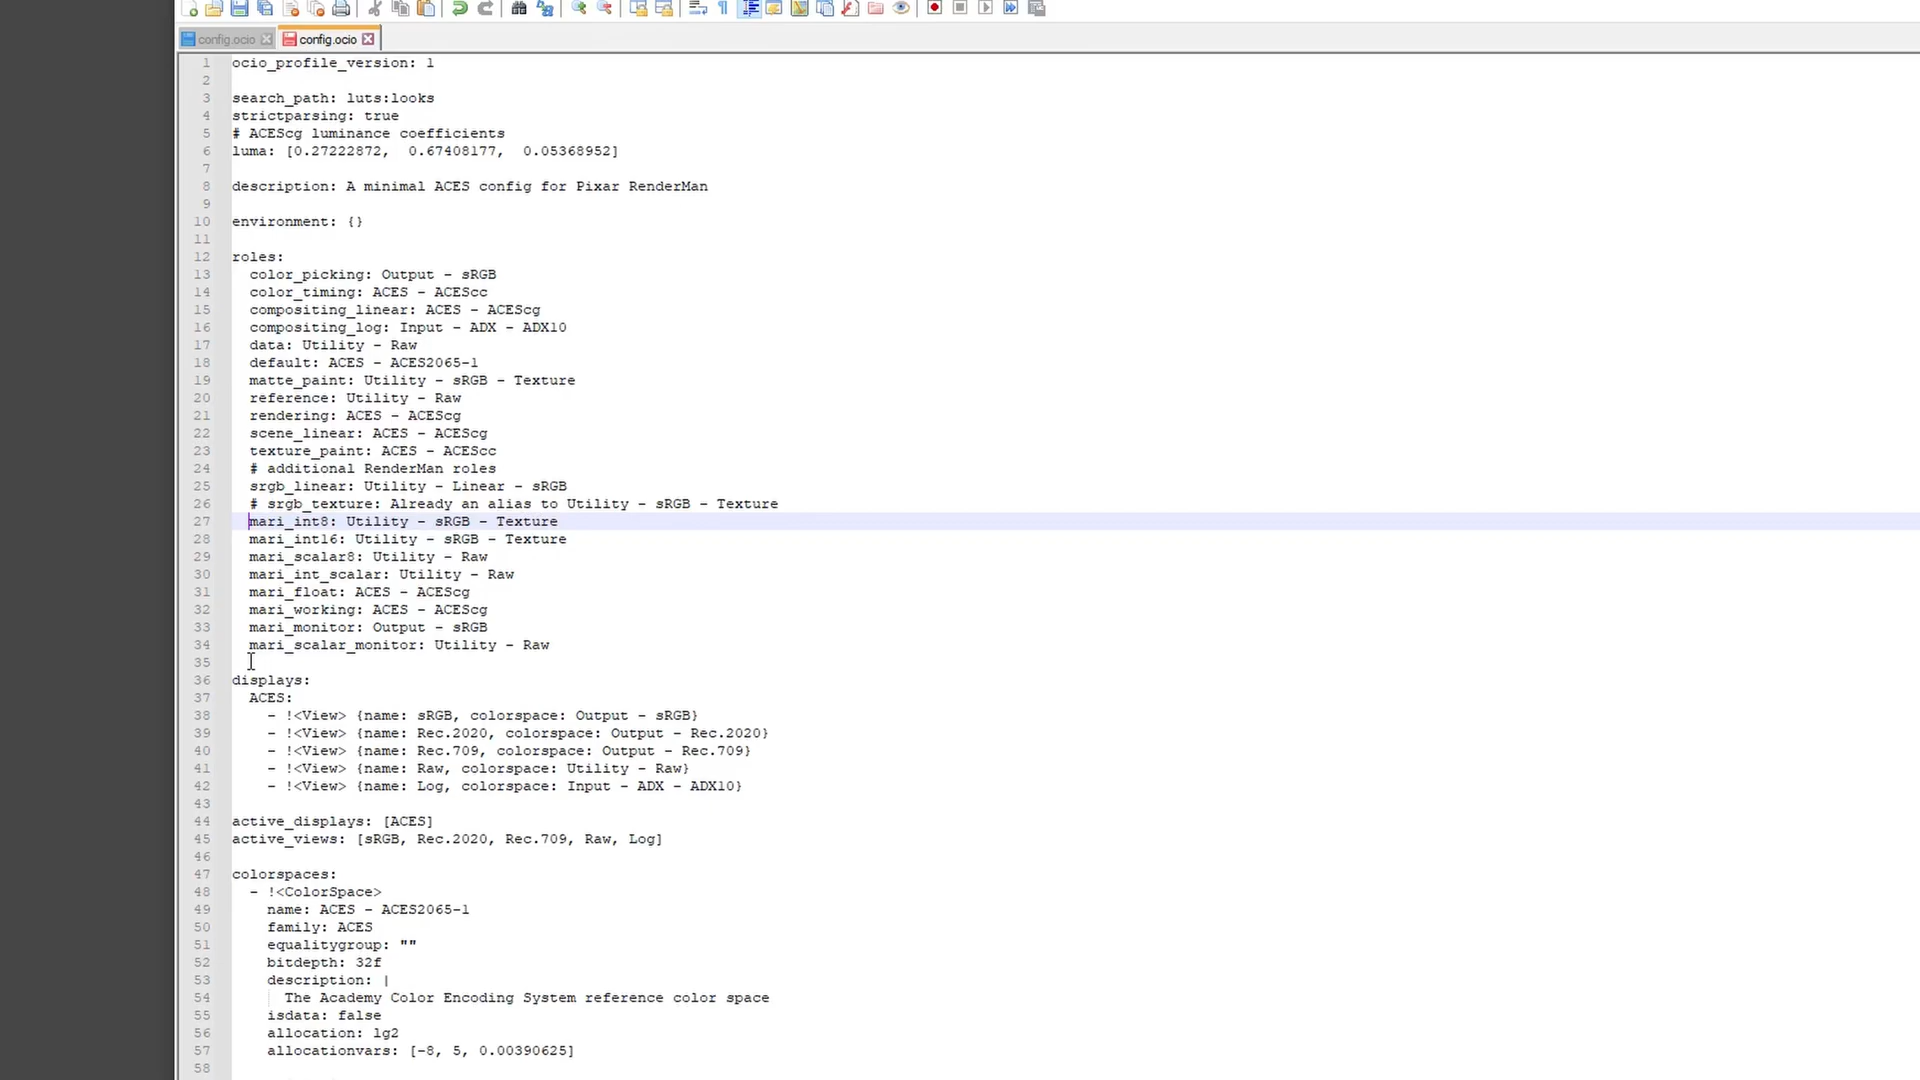 config.ocio
config.ocio
1 ocio_profile_version: 1
2
3 search_path: luts:looks
4 strictparsing: true
5 # ACEScg luminance coefficients
6 luma: [0.27222872,  0.67408177,  0.05368952]
7
8 description: A minimal ACES config for Pixar RenderMan
9
10 environment: {}
11
12 roles:
13   color_picking: Output - sRGB
14   color_timing: ACES - ACEScc
15   compositing_linear: ACES - ACEScg
16   compositing_log: Input - ADX - ADX10
17   data: Utility - Raw
18   default: ACES - ACES2065-1
19   matte_paint: Utility - sRGB - Texture
20   reference: Utility - Raw
21   rendering: ACES - ACEScg
22   scene_linear: ACES - ACEScg
23   texture_paint: ACES - ACEScc
24   # additional RenderMan roles
25   srgb_linear: Utility - Linear - sRGB
26   # srgb_texture: Already an alias to Utility - sRGB - Texture
27   mari_int8: Utility - sRGB - Texture
28   mari_int16: Utility - sRGB - Texture
29   mari_scalar8: Utility - Raw
30   mari_int_scalar: Utility - Raw
31   mari_float: ACES - ACEScg
32   mari_working: ACES - ACEScg
33   mari_monitor: Output - sRGB
34   mari_scalar_monitor: Utility - Raw
35
36 displays:
37   ACES:
38     - !<View> {name: sRGB, colorspace: Output - sRGB}
39     - !<View> {name: Rec.2020, colorspace: Output - Rec.2020}
40     - !<View> {name: Rec.709, colorspace: Output - Rec.709}
41     - !<View> {name: Raw, colorspace: Utility - Raw}
42     - !<View> {name: Log, colorspace: Input - ADX - ADX10}
43
44 active_displays: [ACES]
45 active_views: [sRGB, Rec.2020, Rec.709, Raw, Log]
46
47 colorspaces:
48   - !<ColorSpace>
49     name: ACES - ACES2065-1
50     family: ACES
51     equalitygroup: ""
52     bitdepth: 32f
53     description: |
54       The Academy Color Encoding System reference color space
55     isdata: false
56     allocation: lg2
57     allocationvars: [-8, 5, 0.00390625]
58